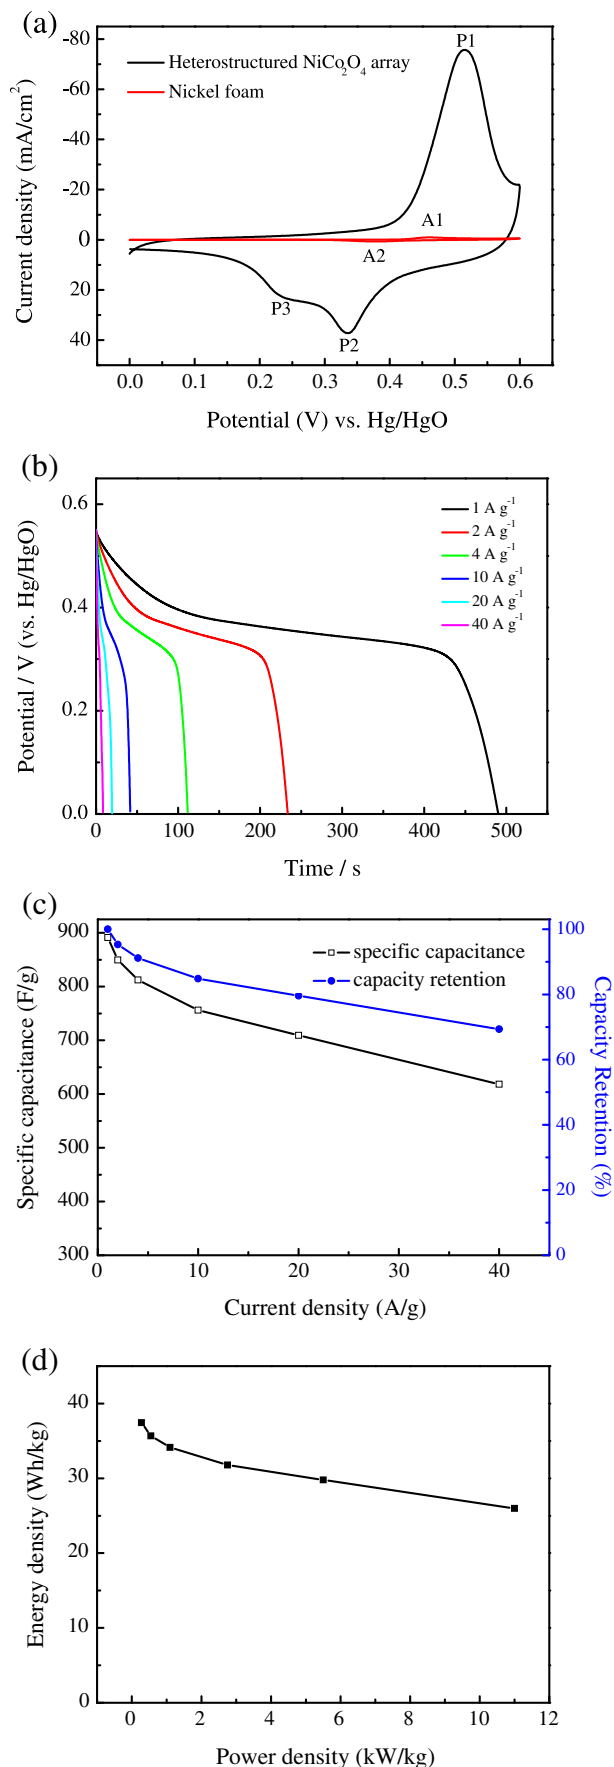 (a)
-80
-60
-40
-20
0
20
40
Current density (mA/cm²)
Heterostructured NiCo₂O₄ array
Nickel foam
P1
A1
A2
P3
P2
0.0 0.1 0.2 0.3 0.4 0.5 0.6
Potential (V) vs. Hg/HgO
(b)
0.6
0.4
0.2
0.0
Potential / V (vs. Hg/HgO)
1 A g⁻¹
2 A g⁻¹
4 A g⁻¹
10 A g⁻¹
20 A g⁻¹
40 A g⁻¹
0 100 200 300 400 500
Time / s
(c)
900
800
700
600
500
400
300
Specific capacitance (F/g)
specific capacitance
capacity retention
100
80
60
40
20
0
Capacity Retention (%)
0 10 20 30 40
Current density (A/g)
(d)
40
30
20
10
0
Energy density (Wh/kg)
0 2 4 6 8 10 12
Power density (kW/kg)